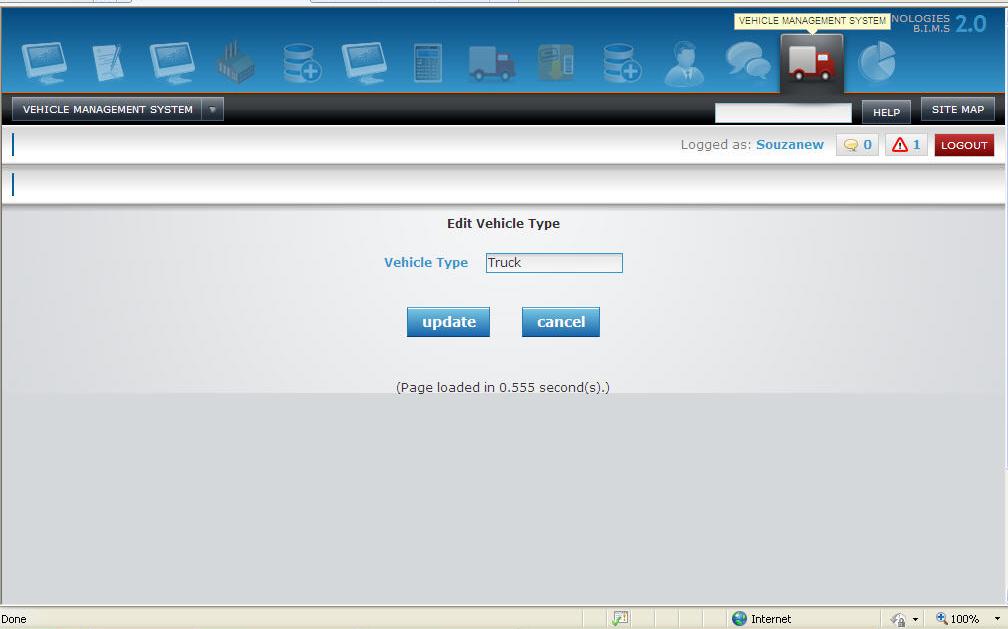 VEHICLE MANAGEMENT SYSTEM
NOLOGIES
B.I.M.S
2.0
VEHICLE MANAGEMENT SYSTEM
HELP
SITE MAP
Logged as: Souzanew
0
1
LOGOUT
Edit Vehicle Type
Vehicle Type
Truck
update
cancel
(Page loaded in 0.555 second(s).)
Done
Internet
100%